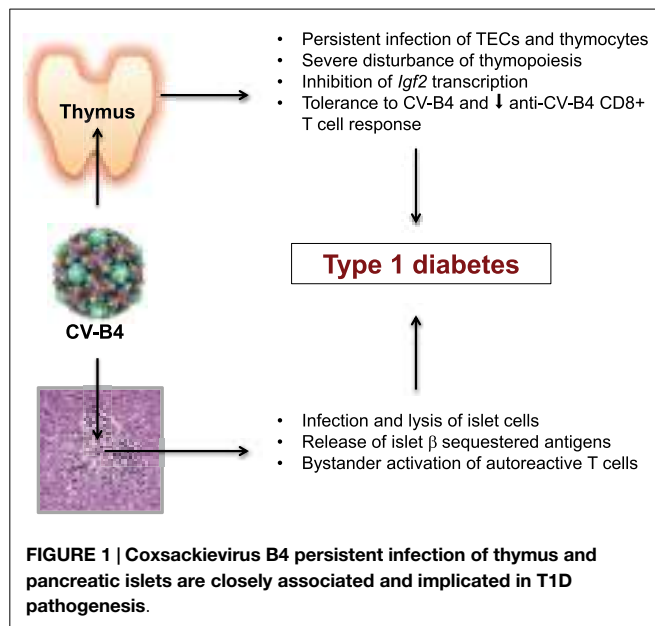 • Persistent infection of TECs and thymocytes
• Severe disturbance of thymopoiesis
• Inhibition of Igf2 transcription
• Tolerance to CV-B4 and ⬇ anti-CV-B4 CD8+
T cell response
Thymus
Type 1 diabetes
CV-B4
• Infection and lysis of islet cells
• Release of islet β sequestered antigens
• Bystander activation of autoreactive T cells
FIGURE 1 | Coxsackievirus B4 persistent infection of thymus and
pancreatic islets are closely associated and implicated in T1D
pathogenesis.